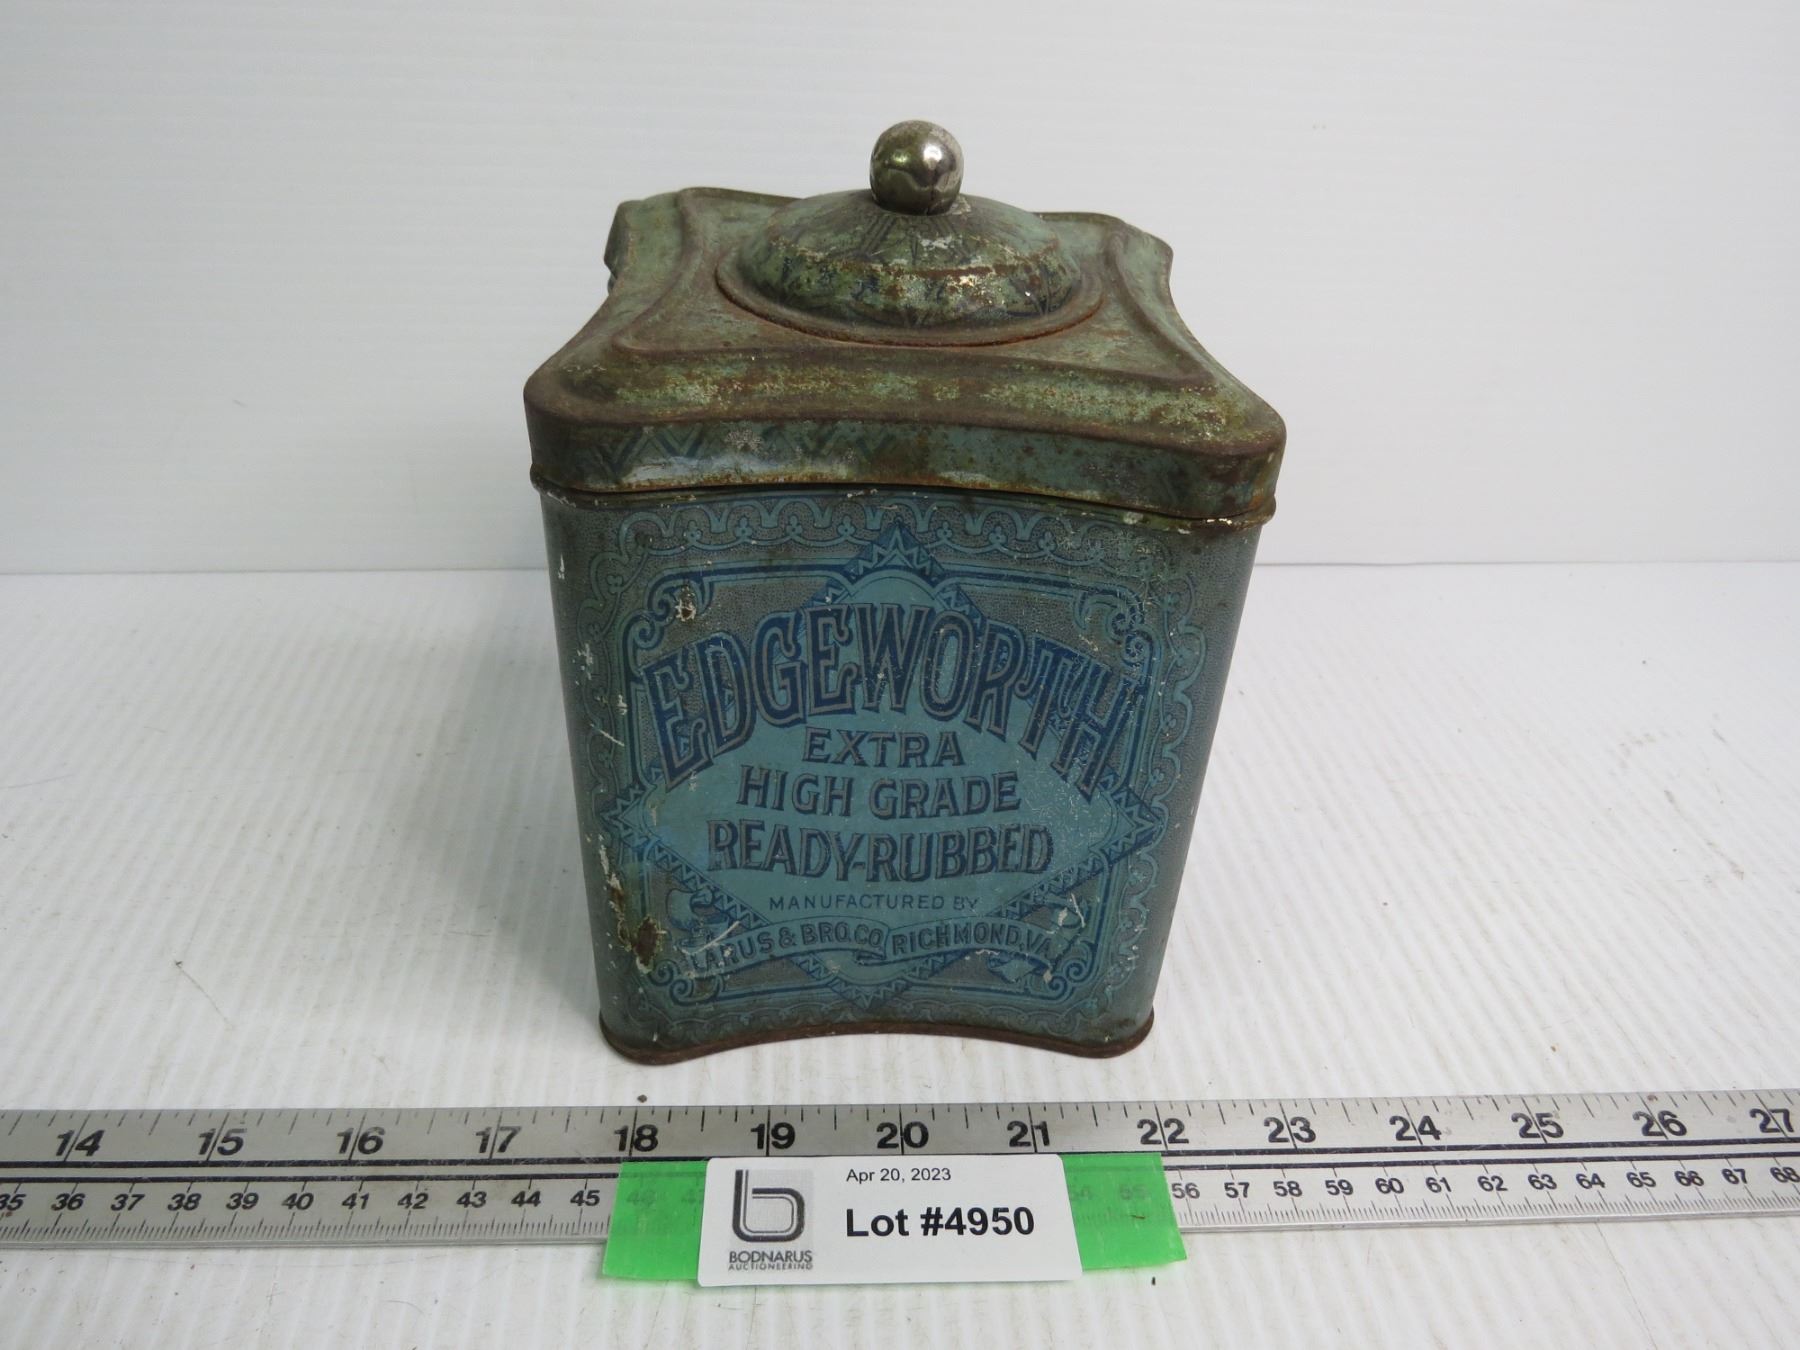 EDGEWORTH
EXTRA
HIGH GRADE
READY-RUBBED
MANUFACTURED BY
LARUS & BRO. CO. RICHMOND, VA.
14 15 16 17 18 19 20 21 22 23 24 25 26 27
35 36 37 38 39 40 41 42 43 44 45 46 55 56 57 58 59 60 61 62 63 64 65 66 67 68
Apr 20, 2023
Lot #4950
BODNARUS
AUCTIONEERING